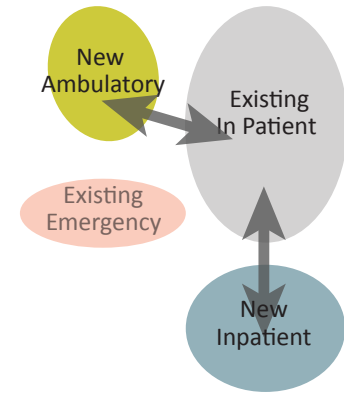 New
Ambulatory
Existing
In Patient
Existing
Emergency
New
Inpatient